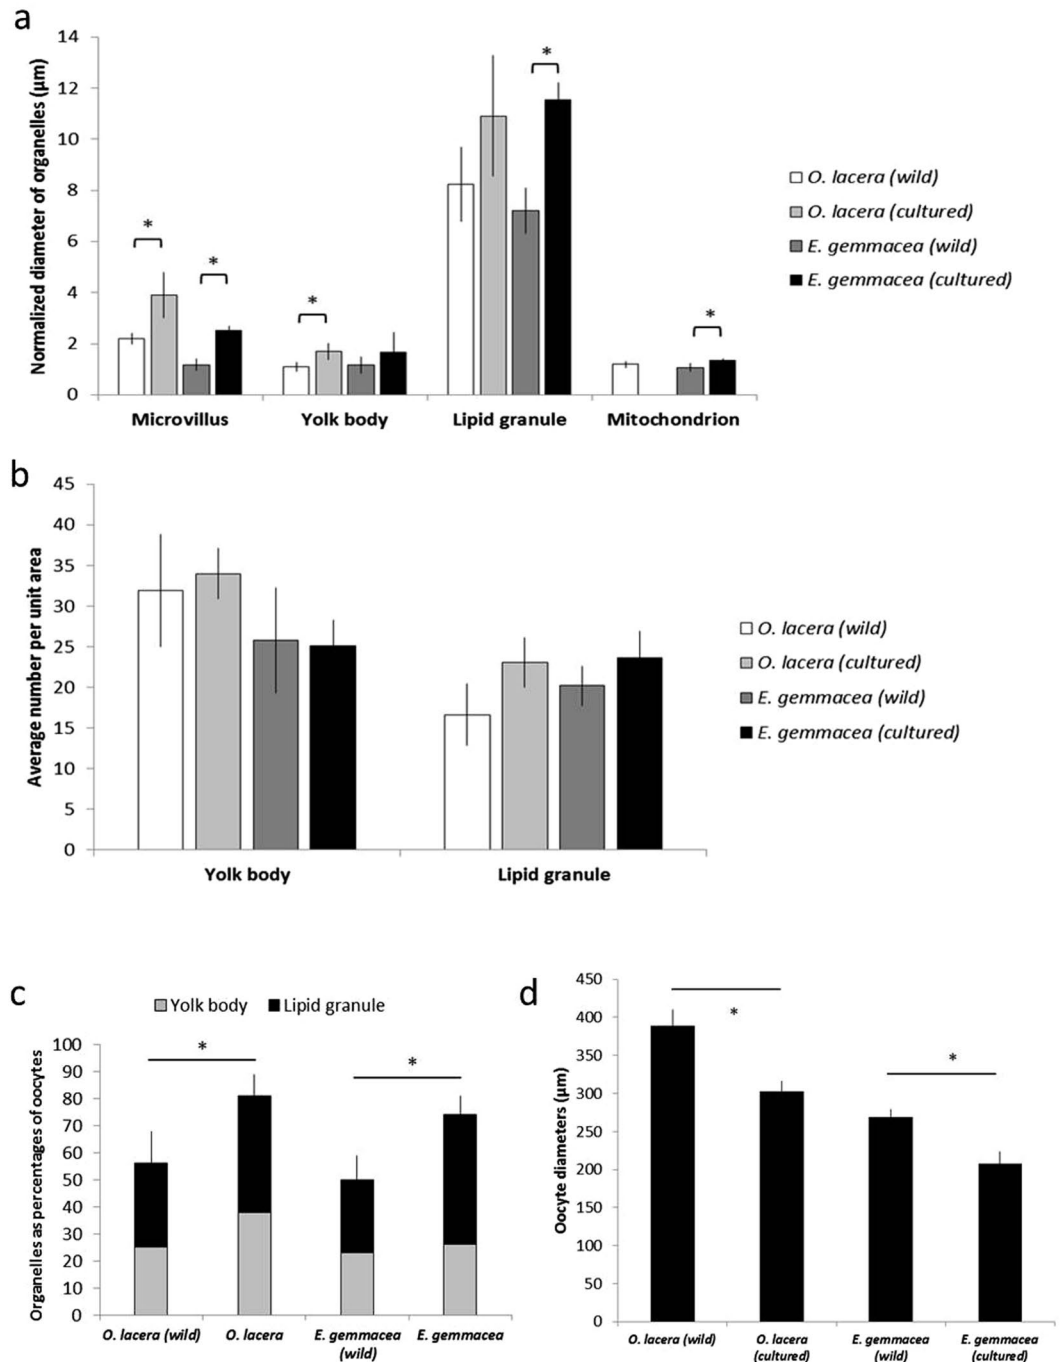 a
Normalized diameter of organelles (µm)
14
12
10
8
6
4
2
0
* * * * *
Microvillus Yolk body Lipid granule Mitochondrion
O. lacera (wild)
O. lacera (cultured)
E. gemmacea (wild)
E. gemmacea (cultured)
b
Average number per unit area
45
40
35
30
25
20
15
10
5
0
Yolk body Lipid granule
O. lacera (wild)
O. lacera (cultured)
E. gemmacea (wild)
E. gemmacea (cultured)
c
Yolk body Lipid granule
Organelles as percentages of oocytes
100
90
80
70
60
50
40
30
20
10
0
* *
O. lacera (wild) O. lacera E. gemmacea E. gemmacea
(wild)
d
Oocyte diameters (µm)
450
400
350
300
250
200
150
100
50
0
* *
O. lacera (wild) O. lacera E. gemmacea E. gemmacea
(cultured) (wild) (cultured)